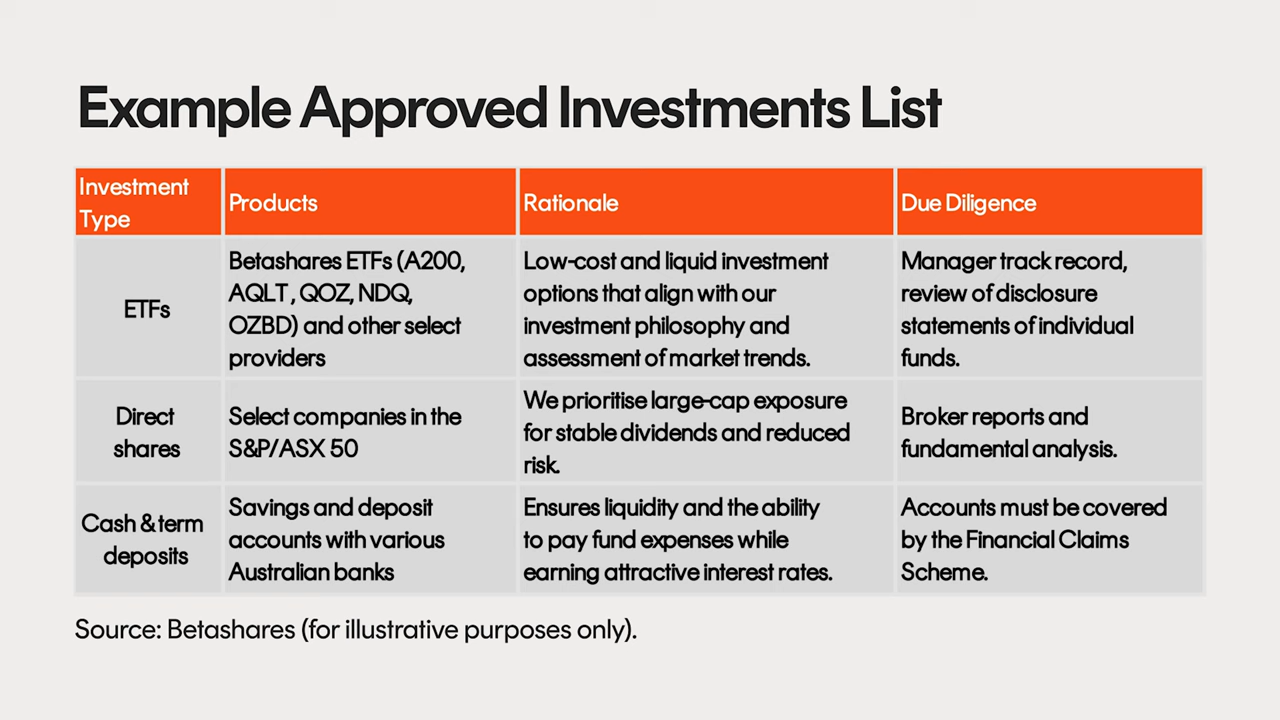 Example Approved Investments List
Investment
Type
Products
Rationale
Due Diligence
ETFs
Betashares ETFs (A200,
AQLT, QOZ, NDQ,
OZBD) and other select
providers
Low-cost and liquid investment
options that align with our
investment philosophy and
assessment of market trends.
Manager track record,
review of disclosure
statements of individual
funds.
Direct
shares
Select companies in the
S&P/ASX 50
We prioritise large-cap exposure
for stable dividends and reduced
risk.
Broker reports and
fundamental analysis.
Cash & term
deposits
Savings and deposit
accounts with various
Australian banks
Ensures liquidity and the ability
to pay fund expenses while
earning attractive interest rates.
Accounts must be covered
by the Financial Claims
Scheme.
Source: Betashares (for illustrative purposes only).